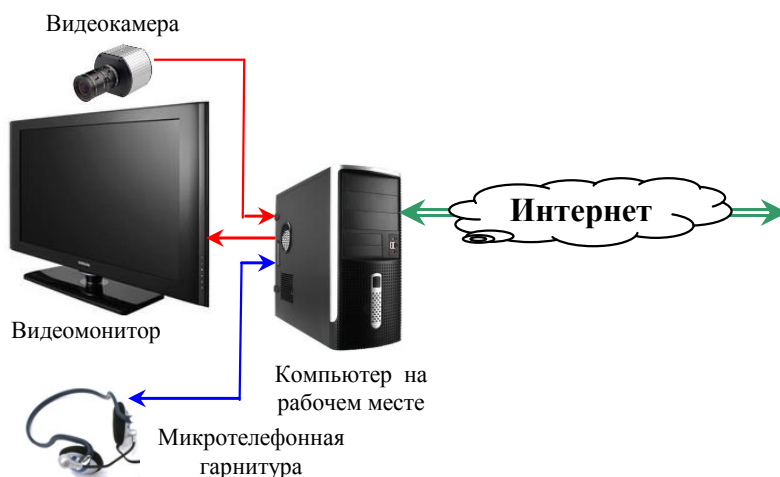 Видеокамера
Интернет
Видеомонитор
Компьютер на
рабочем месте
Микротелефонная
гарнитура